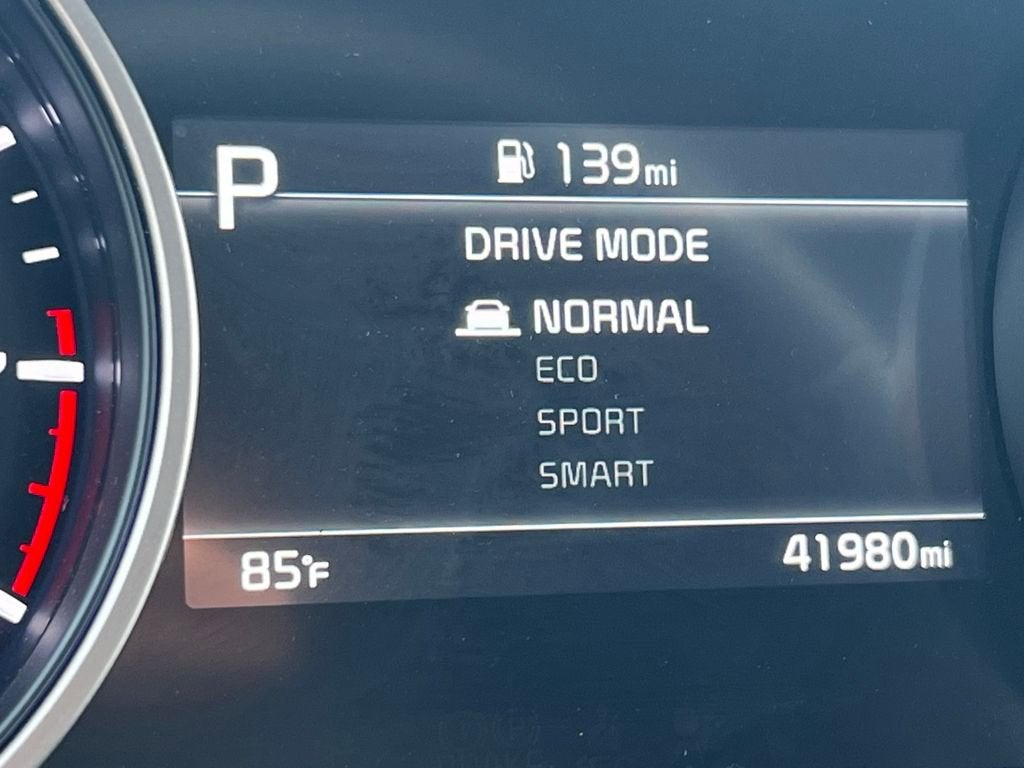 P
139mi
DRIVE MODE
NORMAL
ECO
SPORT
SMART
85°F
41980mi